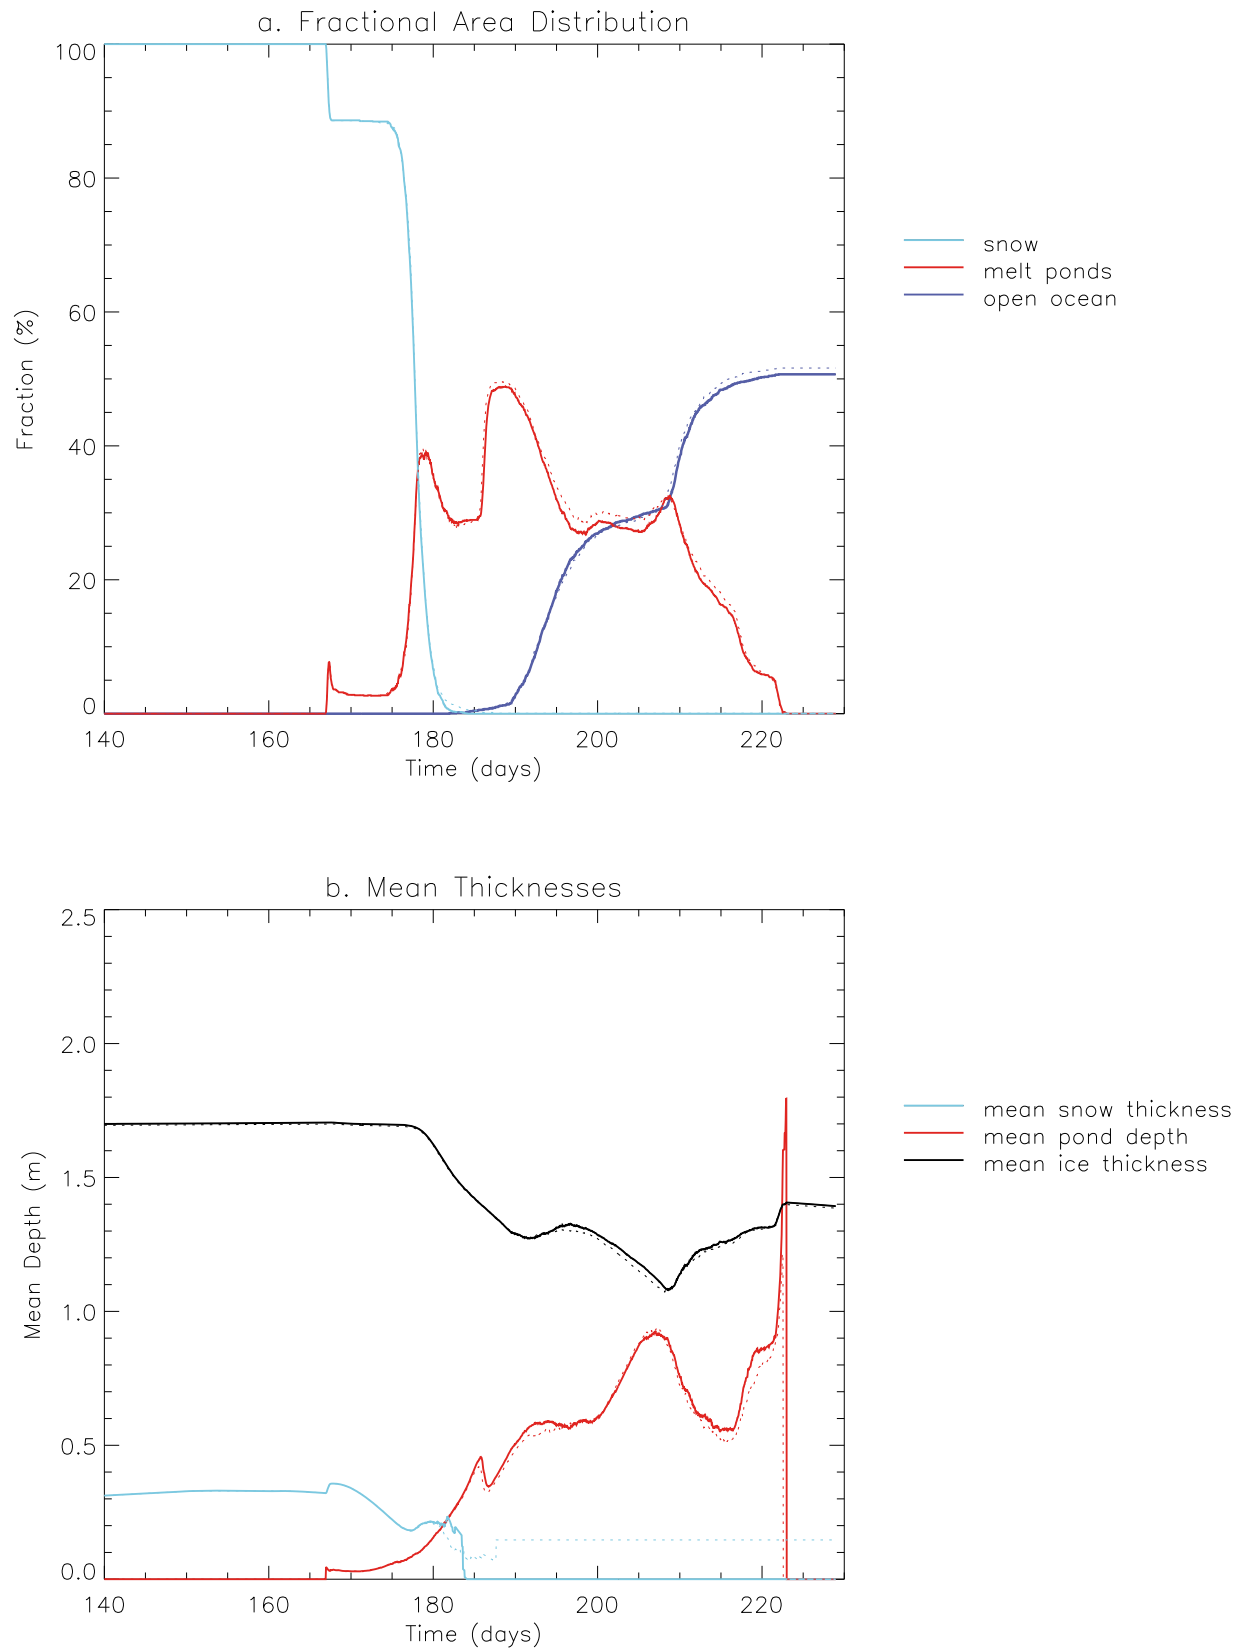 a. Fractional Area Distribution
100
80
60
40
20
0
Fraction (%)
140 160 180 200 220
Time (days)
snow
melt ponds
open ocean
b. Mean Thicknesses
2.5
2.0
1.5
1.0
0.5
0.0
Mean Depth (m)
140 160 180 200 220
Time (days)
mean snow thickness
mean pond depth
mean ice thickness